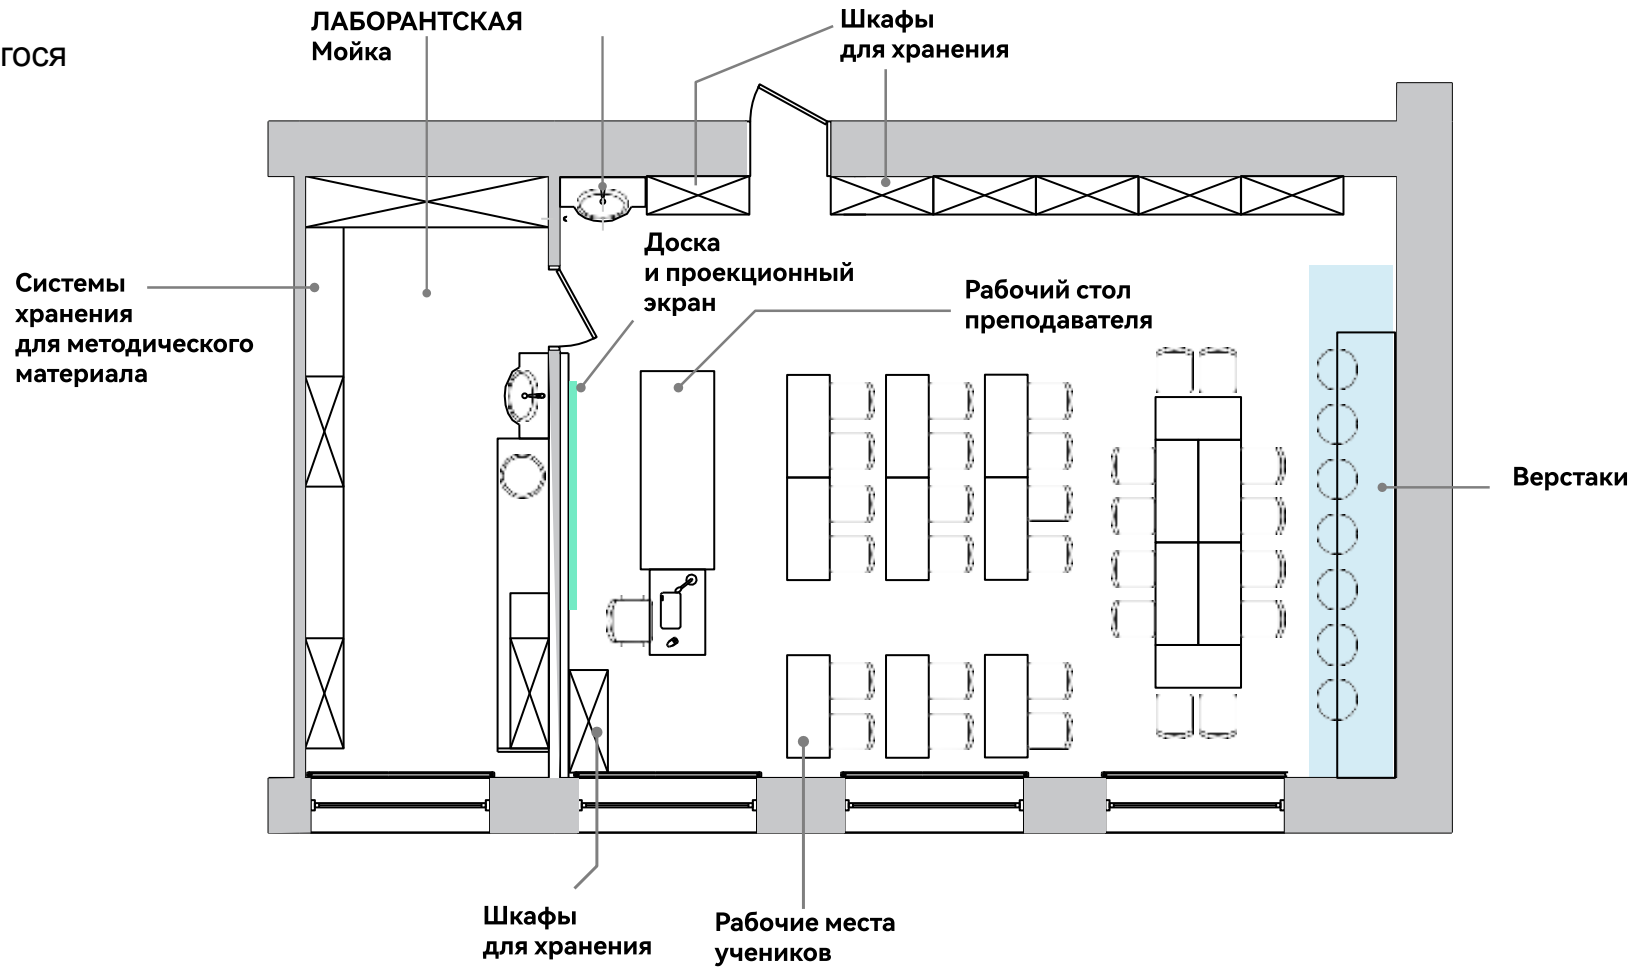 гося
ЛАБОРАНТСКАЯ
Мойка
Шкафы
для хранения
Системы
хранения
для методического
материала
Доска
и проекционный
экран
Рабочий стол
преподавателя
Верстаки
Шкафы
для хранения
Рабочие места
учеников